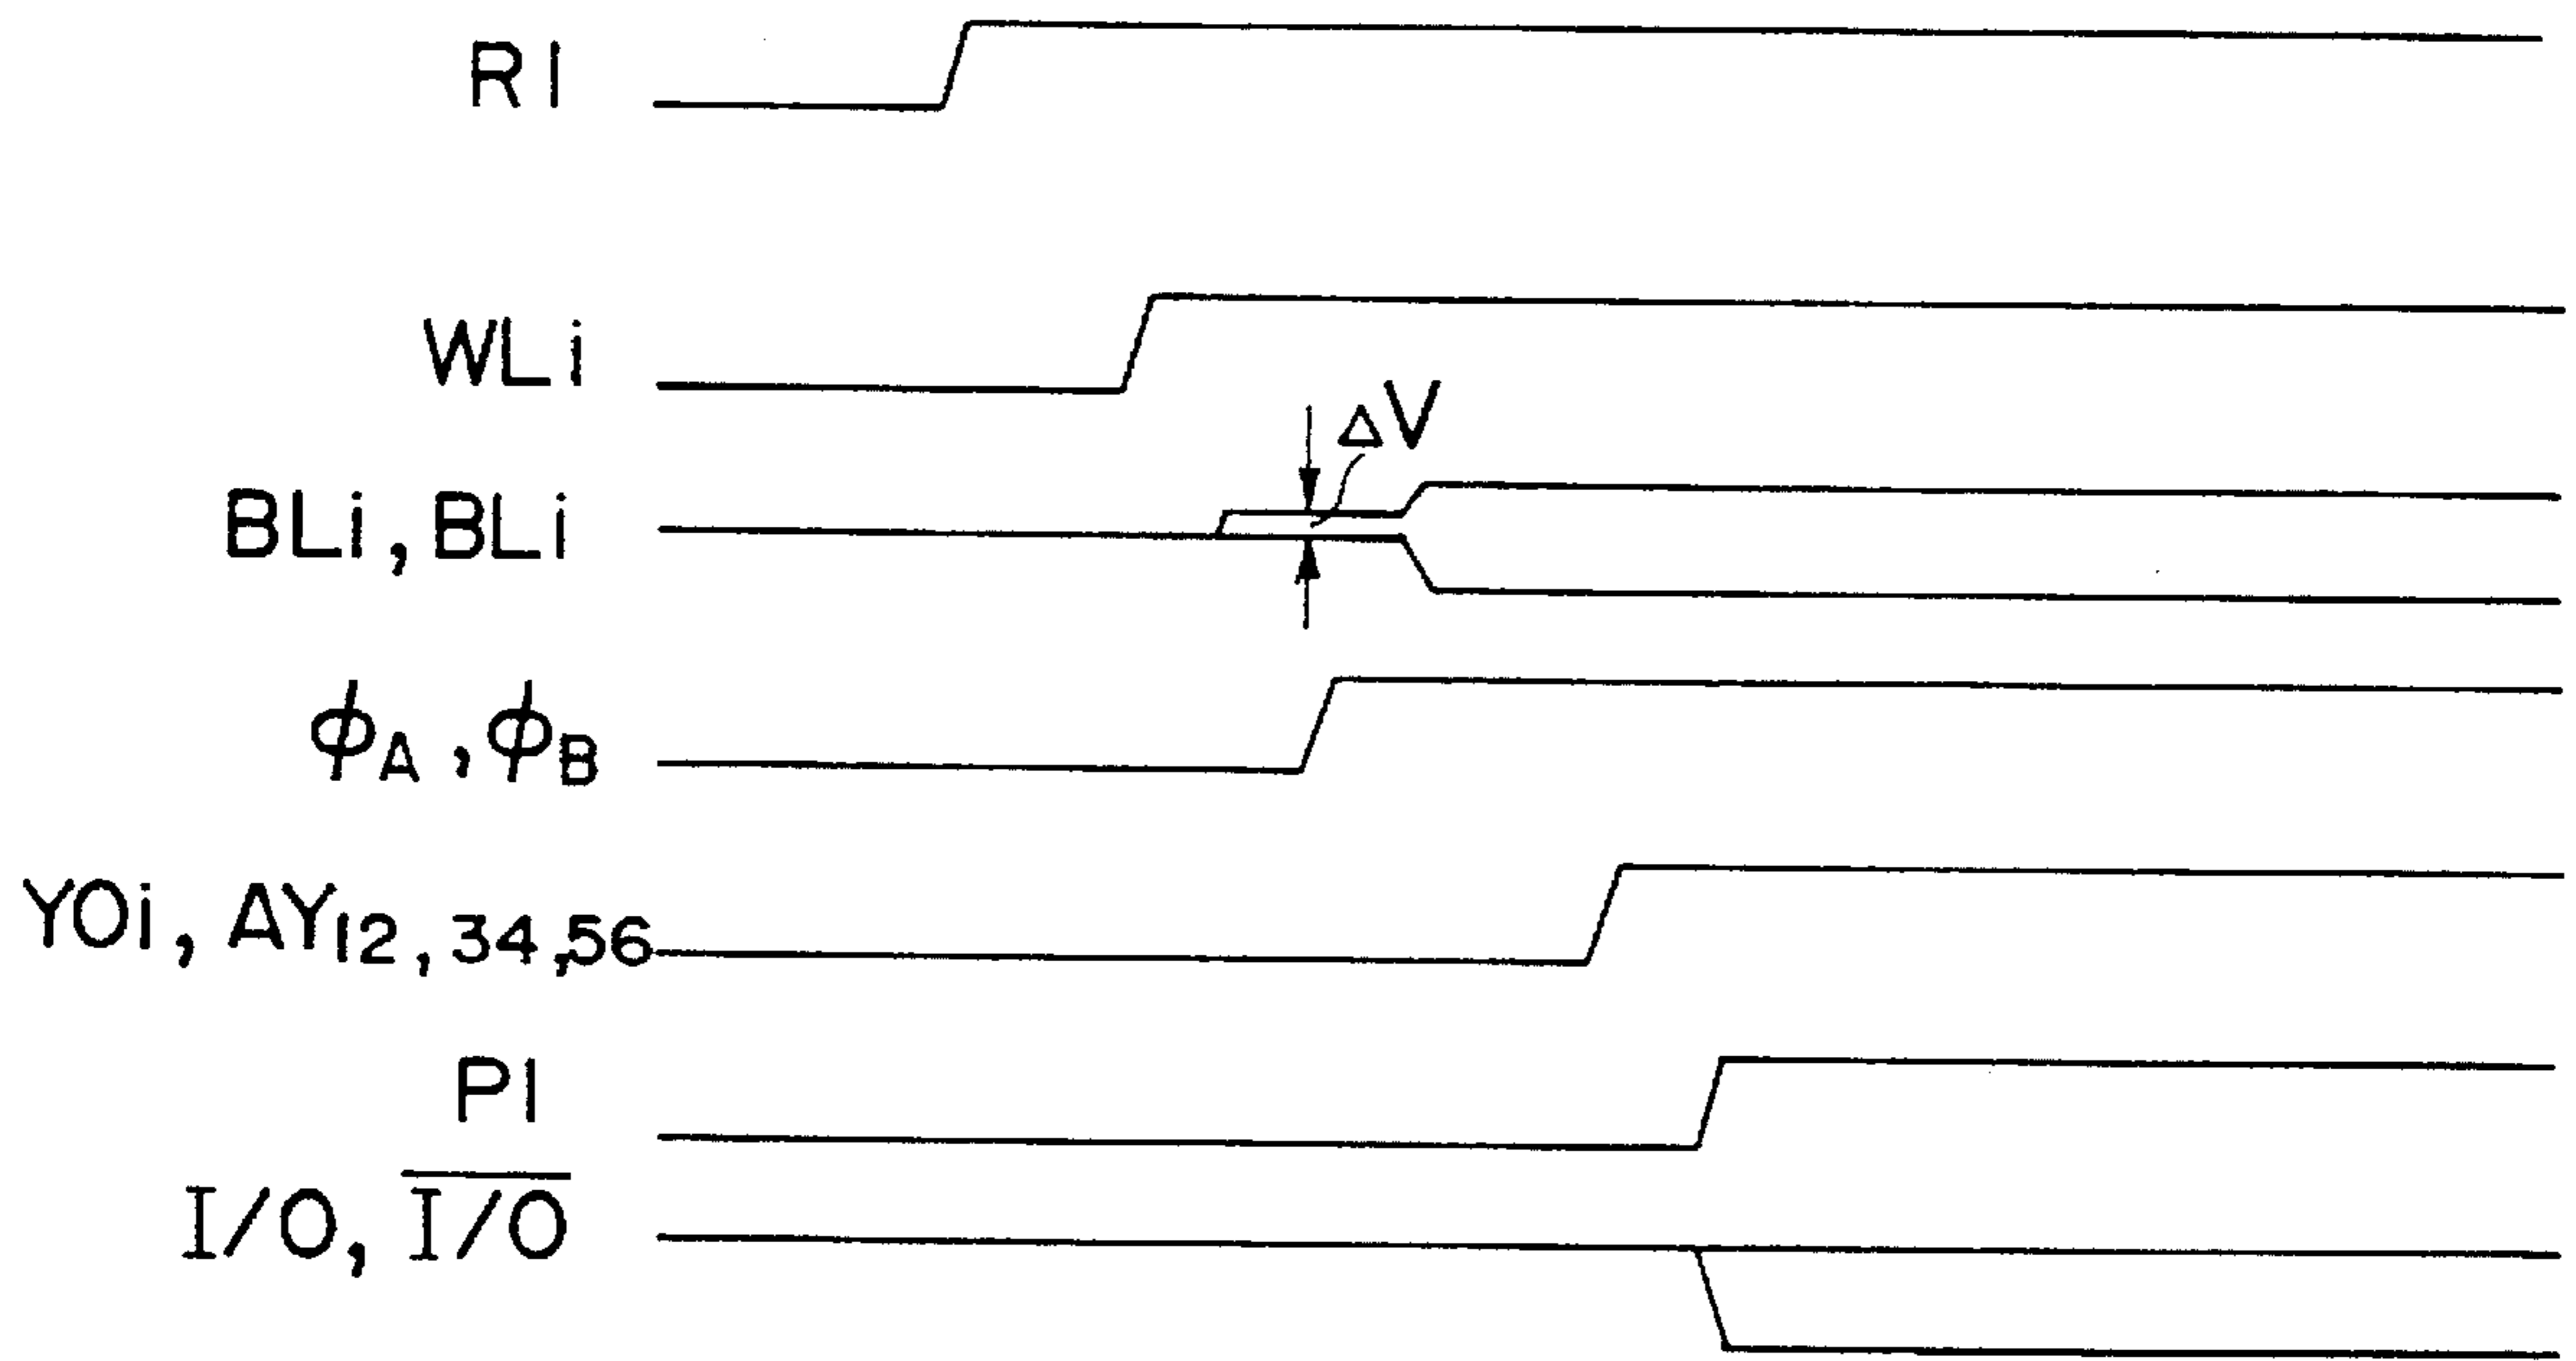 R1
WLi
ΔV
BLi, BLi
ϕA, ϕB
YOi, AY12, 34, 56
P1
I/O, I/O